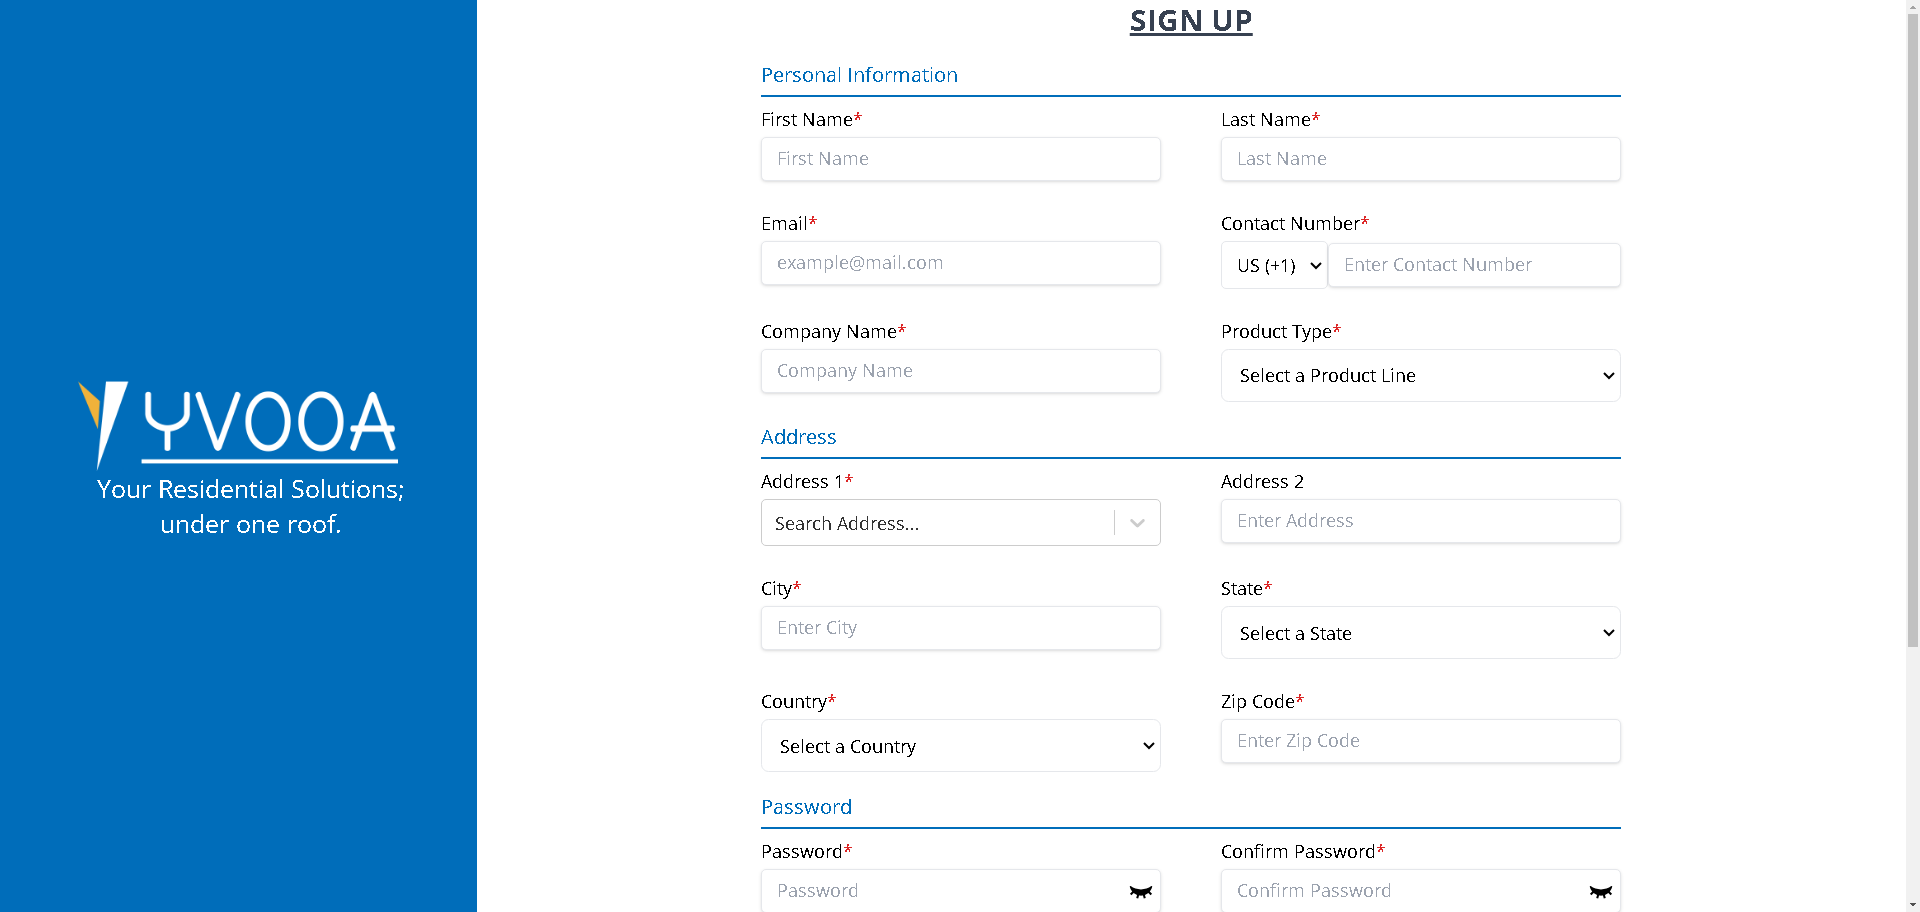 YVOOA
Your Residential Solutions;
under one roof.
SIGN UP
Personal Information
First Name*
First Name
Last Name*
Last Name
Email*
example@mail.com
Contact Number*
US (+1)
Enter Contact Number
Company Name*
Company Name
Product Type*
Select a Product Line
Address
Address 1*
Search Address...
Address 2
Enter Address
City*
Enter City
State*
Select a State
Country*
Select a Country
Zip Code*
Enter Zip Code
Password
Password*
Password
Confirm Password*
Confirm Password